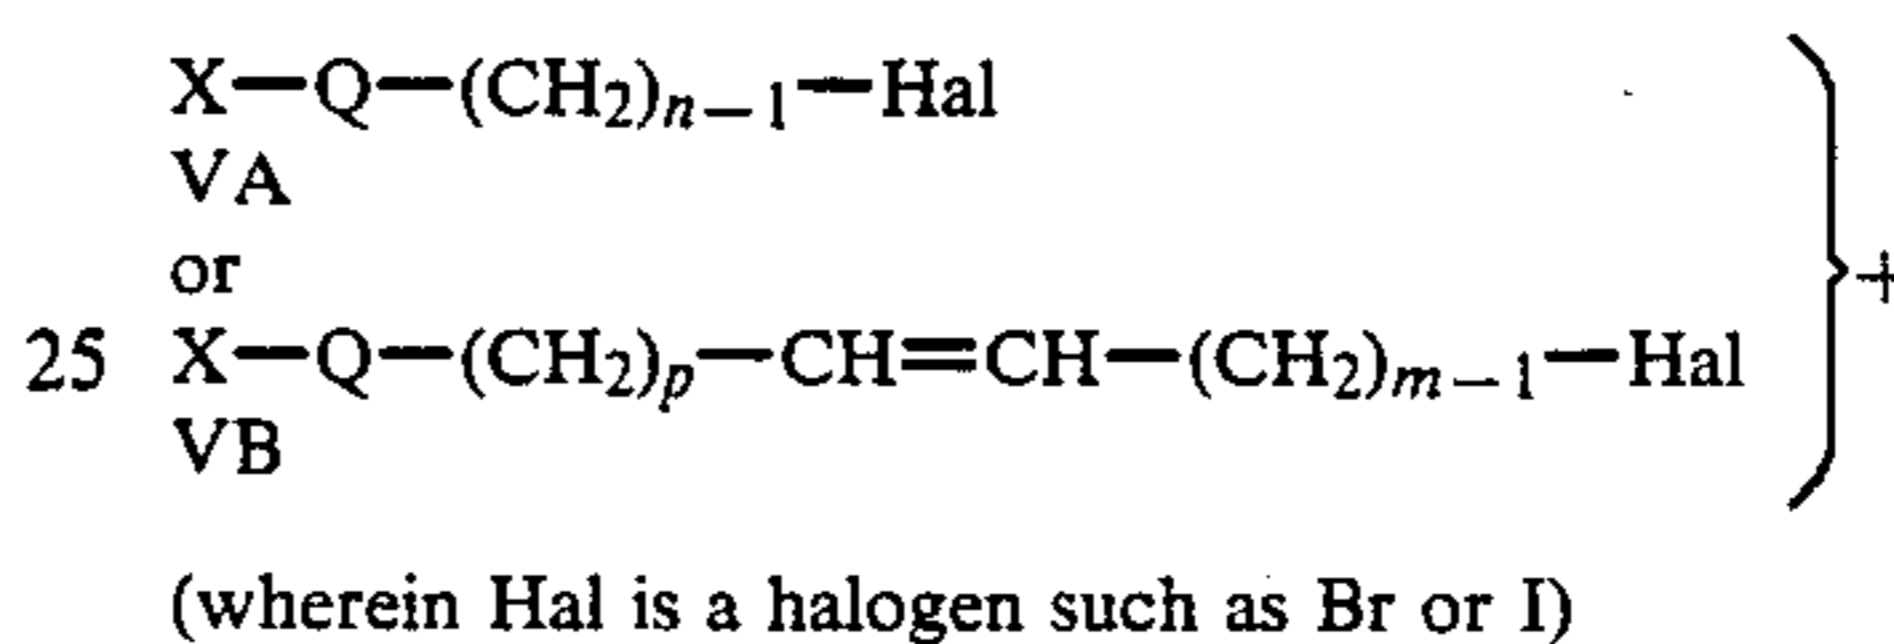 X—Q—(CH₂)ₙ₋₁—Hal
VA
or
25 X—Q—(CH₂)ₚ—CH=CH—(CH₂)ₘ₋₁—Hal
VB
+
(wherein Hal is a halogen such as Br or I)